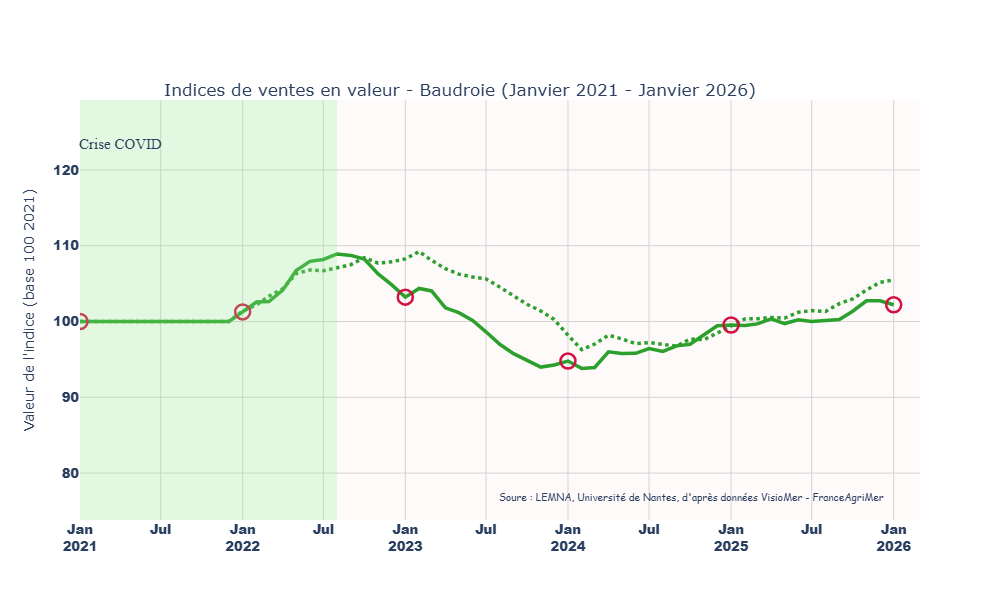 Indices de ventes en valeur - Baudroie (Janvier 2021 - Janvier 2026)
Crise COVID
Valeur de l'indice (base 100 2021)
120
110
100
90
80
Soure : LEMNA, Université de Nantes, d'après données VisioMer - FranceAgriMer
Jan Jul Jan Jul Jan Jul Jan Jul Jan Jul Jan
2021 2022 2023 2024 2025 2026